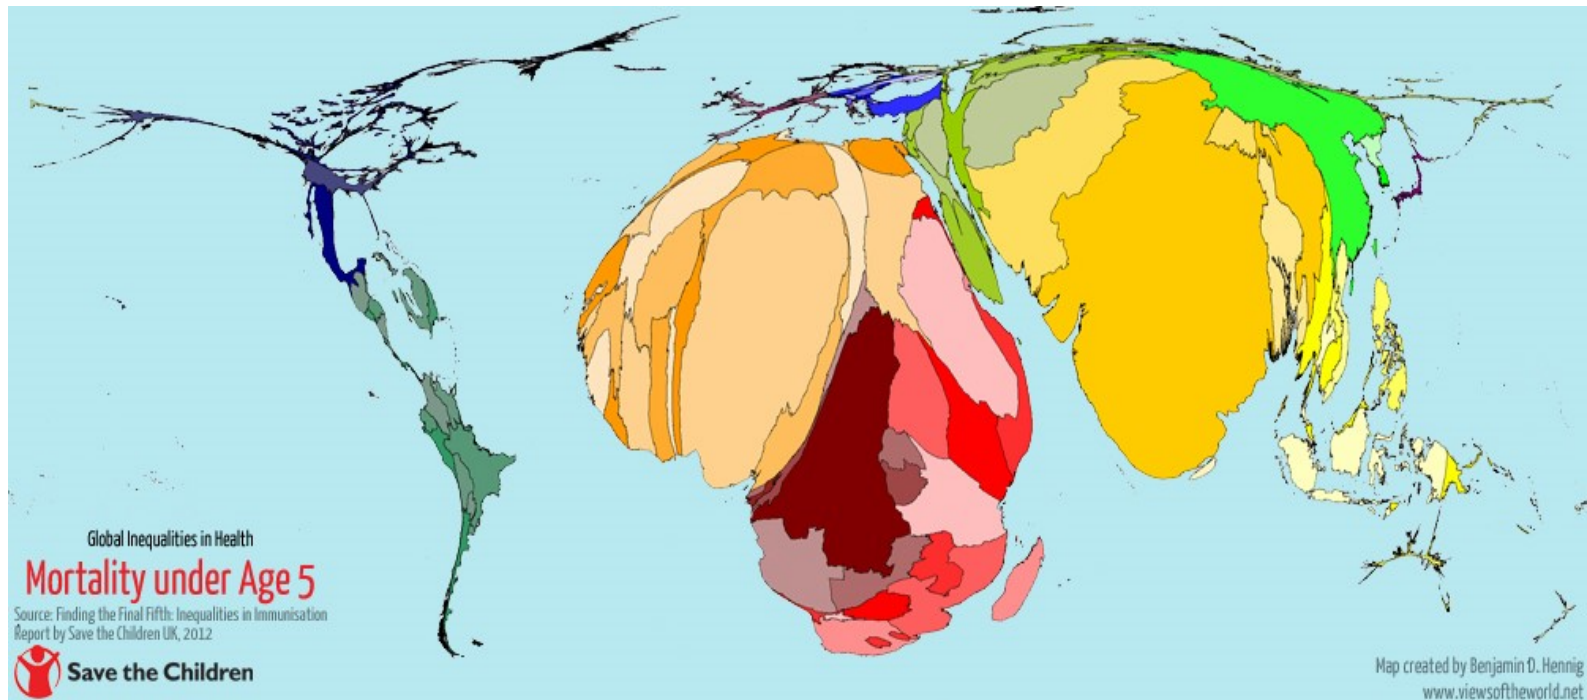 Global Inequalities in Health
Mortality under Age 5
Source: Finding the Final Fifth: Inequalities in Immunisation
Report by Save the Children UK, 2012
Save the Children
Map created by Benjamin D. Hennig
www.viewsoftheworld.net